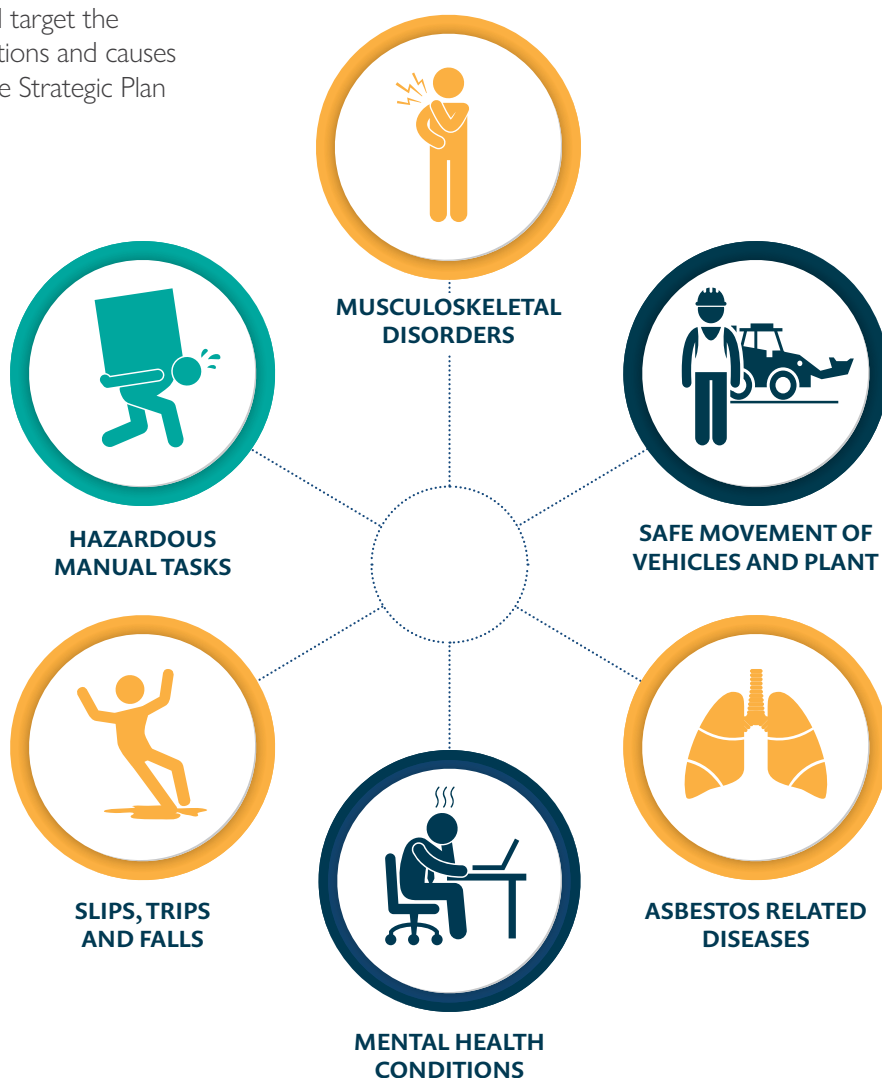 target the
and causes
Strategic Plan
MUSCULOSKELETAL
DISORDERS
HAZARDOUS
MANUAL TASKS
SAFE MOVEMENT OF
VEHICLES AND PLANT
SLIPS, TRIPS
AND FALLS
ASBESTOS RELATED
DISEASES
MENTAL HEALTH
CONDITIONS